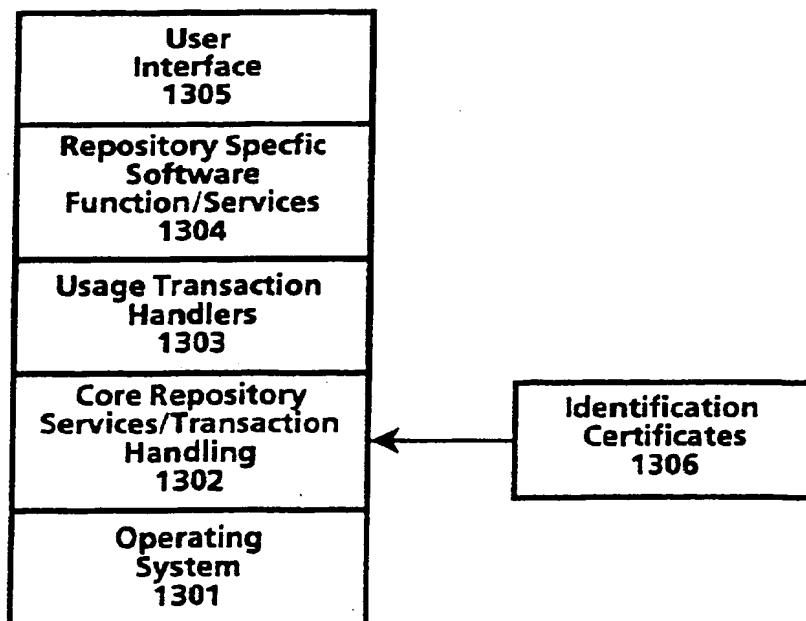 User
Interface
1305
Repository Specfic
Software
Function/Services
1304
Usage Transaction
Handlers
1303
Core Repository
Services/Transaction
Handling
1302
Identification
Certificates
1306
Operating
System
1301